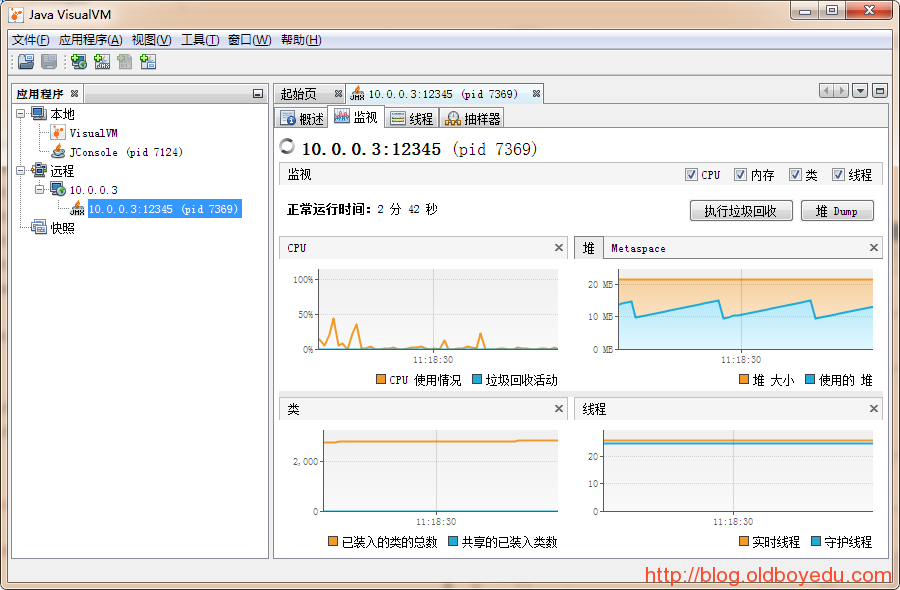 Java VisualVM
文件(F) 应用程序(A) 视图(V) 工具(T) 窗口(W) 帮助(H)
应用程序
本地
VisualVM
JConsole (pid 7124)
远程
10.0.0.3
10.0.0.3:12345 (pid 7369)
快照
起始页 10.0.0.3:12345 (pid 7369)
概述 监视 线程 抽样器
10.0.0.3:12345 (pid 7369)
监视 CPU 内存 类 线程
正常运行时间: 2 分 42 秒 执行垃圾回收 堆 Dump
CPU
100%
50%
0%
11:18:30
CPU 使用情况 垃圾回收活动
堆 Metaspace
20 MB
10 MB
0 MB
11:18:30
堆 大小 使用的 堆
类
2,000
0
11:18:30
已装入的类的总数 共享的已装入类数
线程
20
10
0
11:18:30
实时线程 守护线程
http://blog.oldboyedu.com